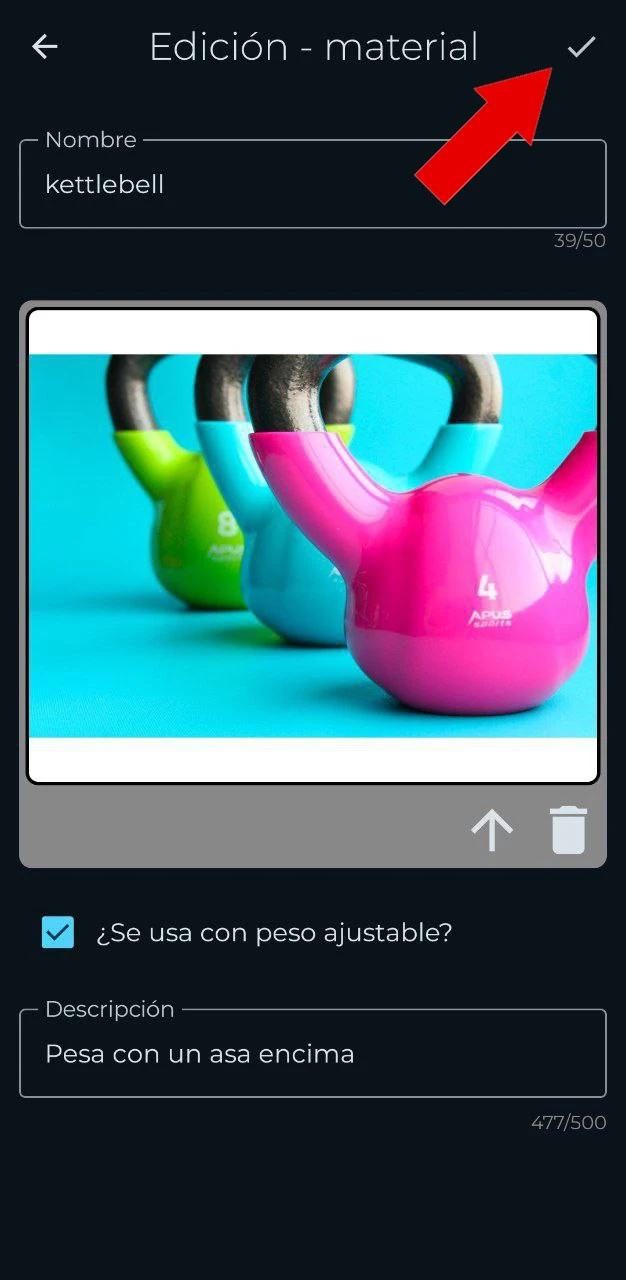 Edición - material
Nombre
kettlebell
39/50
8
APUS
sports
4
APUS
sports
¿Se usa con peso ajustable?
Descripción
Pesa con un asa encima
477/500